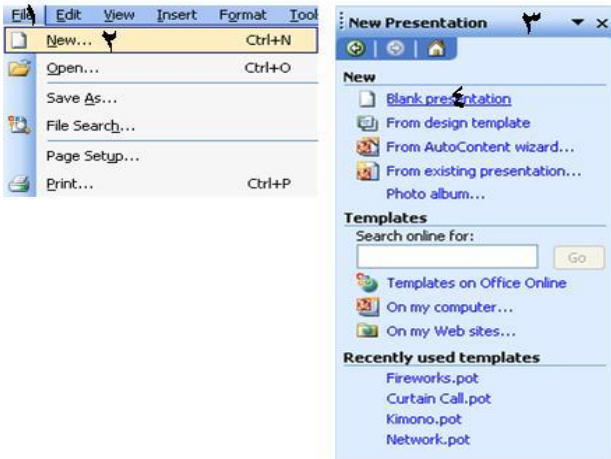 File ١ Edit View Insert Format Tool
New... ٢ Ctrl+N
Open... Ctrl+O
Save As...
File Search...
Page Setup...
Print... Ctrl+P
New Presentation ٣
New
Blank presentation ٤
From design template
From AutoContent wizard...
From existing presentation...
Photo album...
Templates
Search online for:
Go
Templates on Office Online
On my computer...
On my Web sites...
Recently used templates
Fireworks.pot
Curtain Call.pot
Kimono.pot
Network.pot